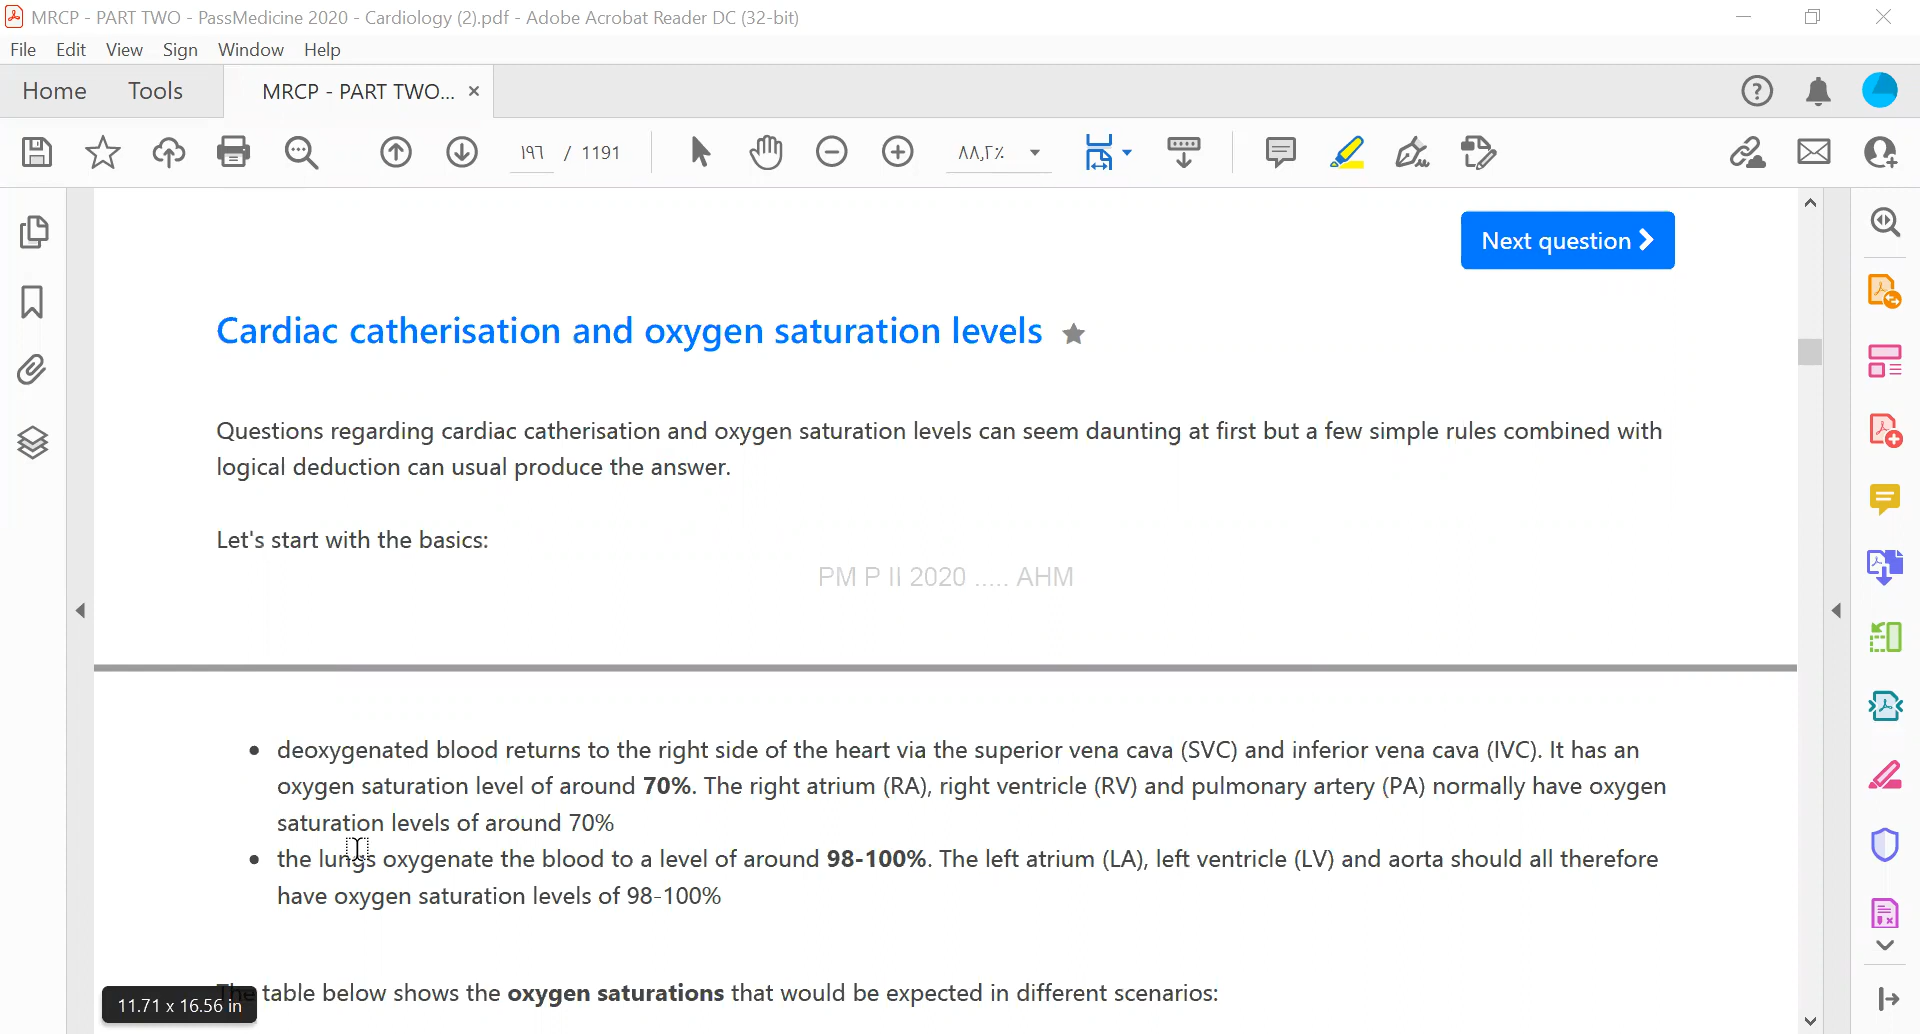 MRCP - PART TWO - PassMedicine 2020 - Cardiology (2).pdf - Adobe Acrobat Reader DC (32-bit)
File Edit View Sign Window Help
Home Tools MRCP - PART TWO...
١٩٦ / 1191 ٨٨,٢٪
Next question
Cardiac catherisation and oxygen saturation levels
Questions regarding cardiac catherisation and oxygen saturation levels can seem daunting at first but a few simple rules combined with
logical deduction can usual produce the answer.
Let's start with the basics:
PM P II 2020 ..... AHM
• deoxygenated blood returns to the right side of the heart via the superior vena cava (SVC) and inferior vena cava (IVC). It has an
oxygen saturation level of around 70%. The right atrium (RA), right ventricle (RV) and pulmonary artery (PA) normally have oxygen
saturation levels of around 70%
• the lungs oxygenate the blood to a level of around 98-100%. The left atrium (LA), left ventricle (LV) and aorta should all therefore
have oxygen saturation levels of 98-100%
The table below shows the oxygen saturations that would be expected in different scenarios:
11.71 x 16.56 in